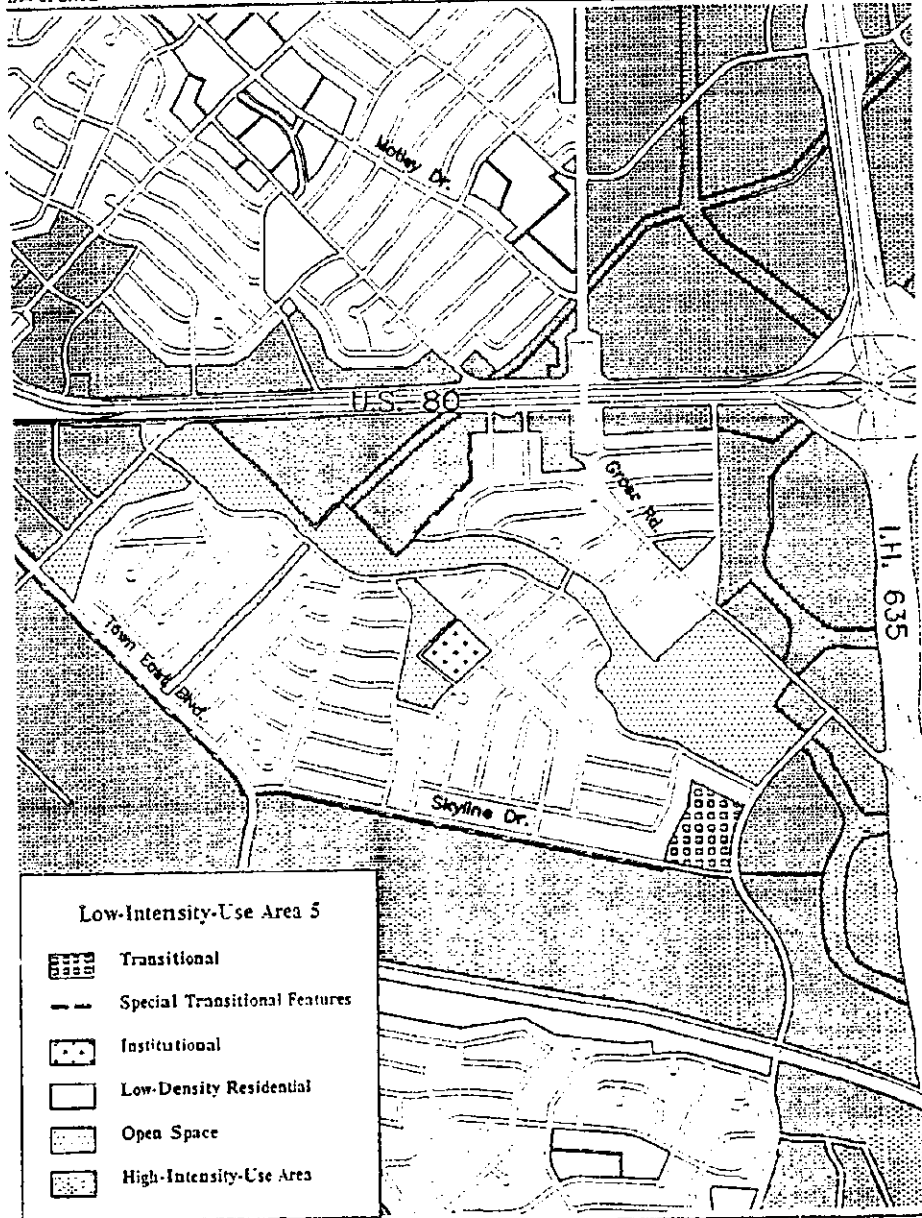 Motley Dr.
U.S. 80
Gross Rd.
I.H. 635
Town East Blvd.
Skyline Dr.
Low-Intensity-Use Area 5
Transitional
Special Transitional Features
Institutional
Low-Density Residential
Open Space
High-Intensity-Use Area